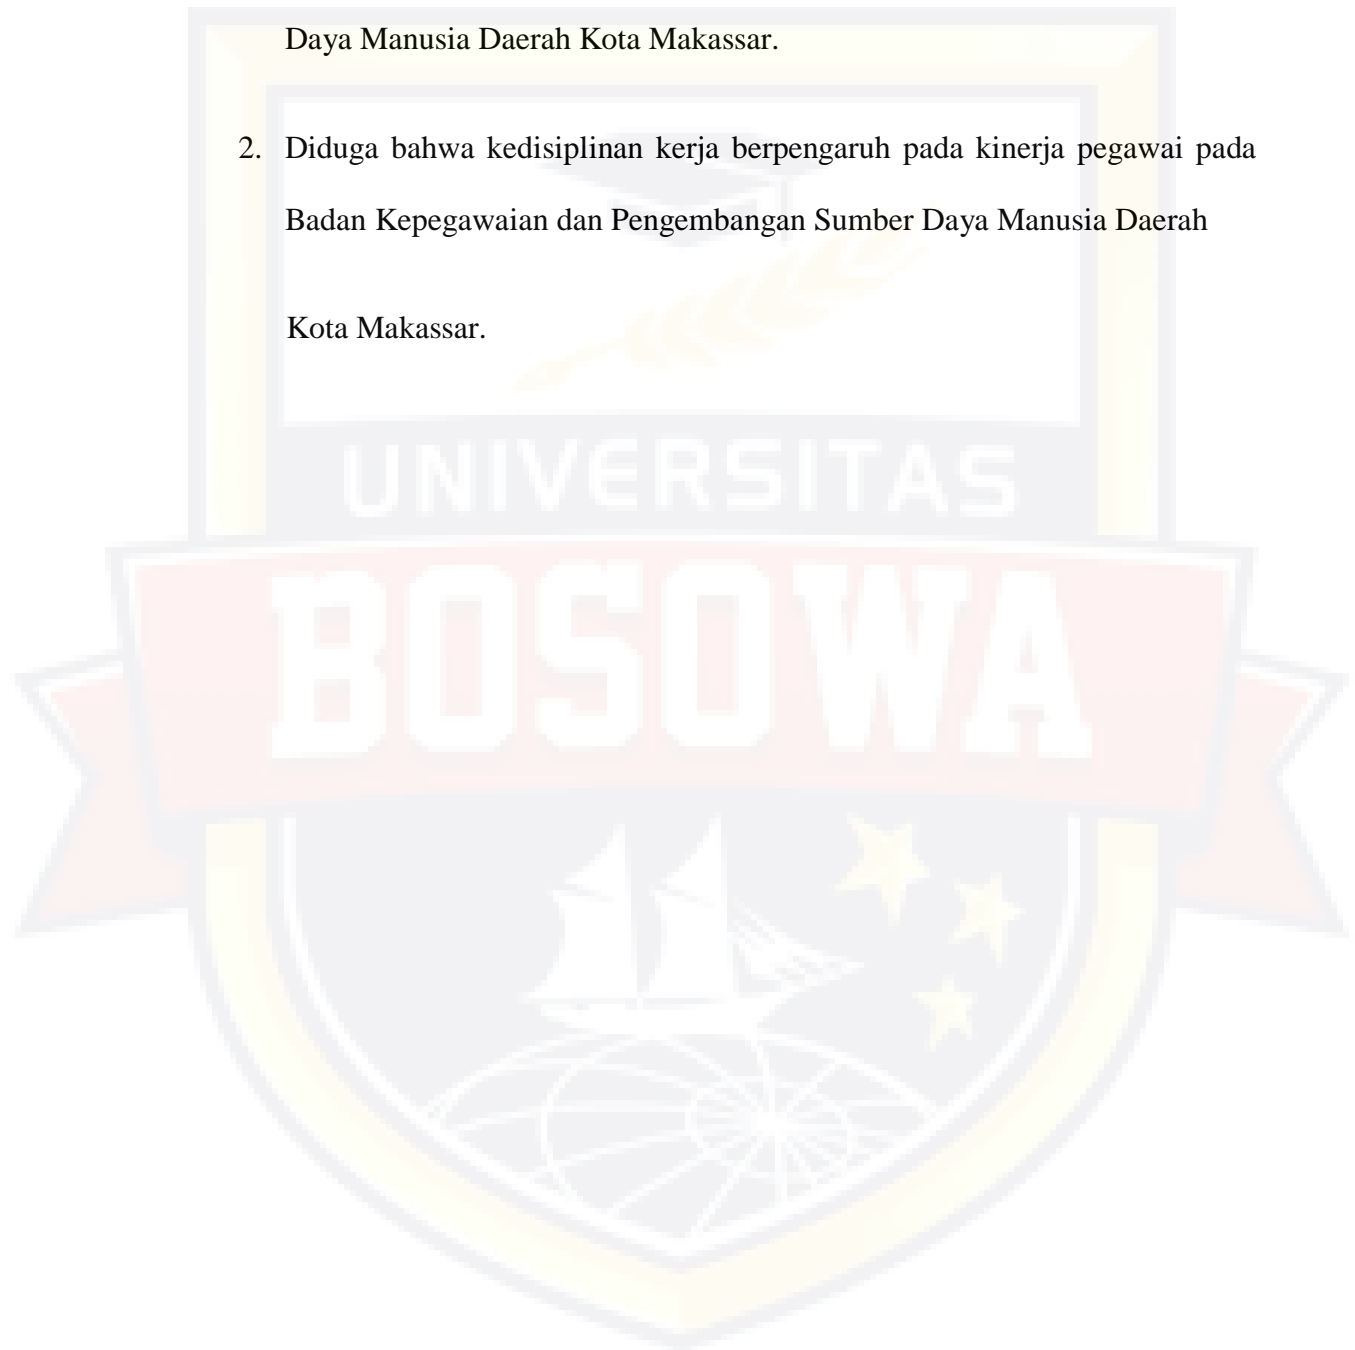 Daya Manusia Daerah Kota Makassar.
2. Diduga bahwa kedisiplinan kerja berpengaruh pada kinerja pegawai pada
Badan Kepegawaian dan Pengembangan Sumber Daya Manusia Daerah
Kota Makassar.
UNIVERSITAS
BOSOWA